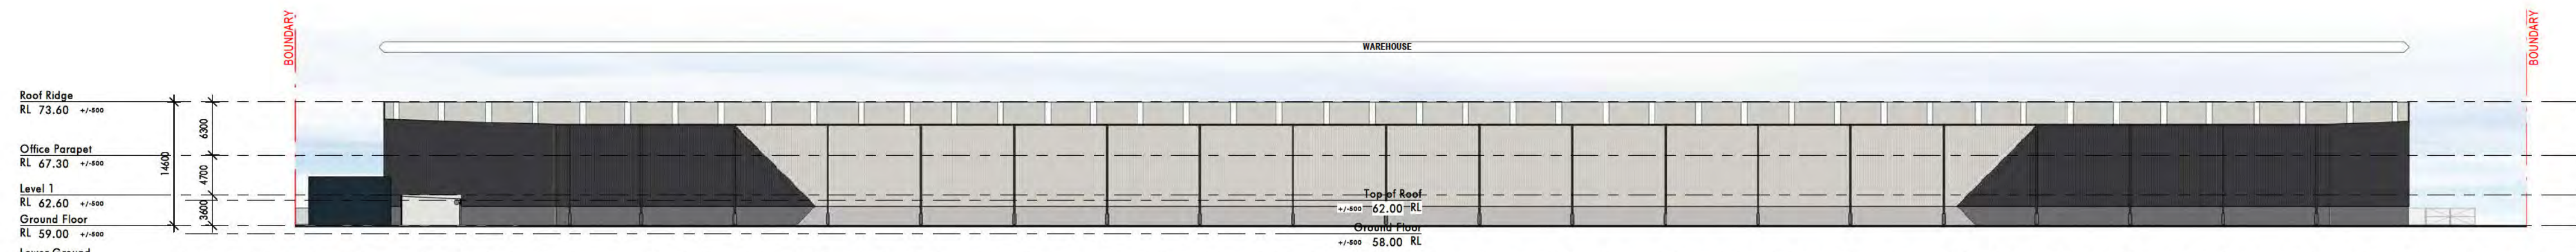 BOUNDARY
BOUNDARY
WAREHOUSE
Roof Ridge
RL 73.60 +/-500
6300
Office Parapet
RL 67.30 +/-500
14600
4700
Level 1
RL 62.60 +/-500
3600
Ground Floor
RL 59.00 +/-500
Lower Ground
Top of Roof
+/-500 62.00 RL
Ground Floor
+/-500 58.00 RL